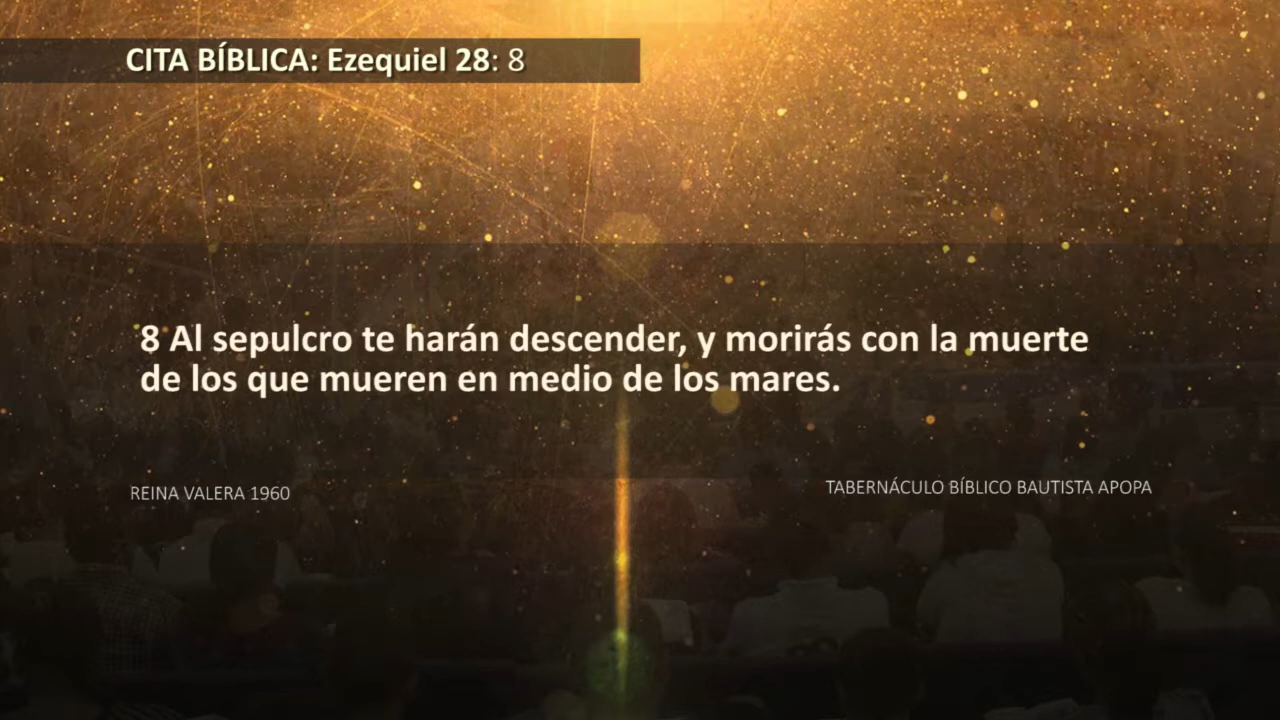 CITA BÍBLICA: Ezequiel 28: 8
8 Al sepulcro te harán descender, y morirás con la muerte
de los que mueren en medio de los mares.
REINA VALERA 1960
TABERNÁCULO BÍBLICO BAUTISTA APOPA